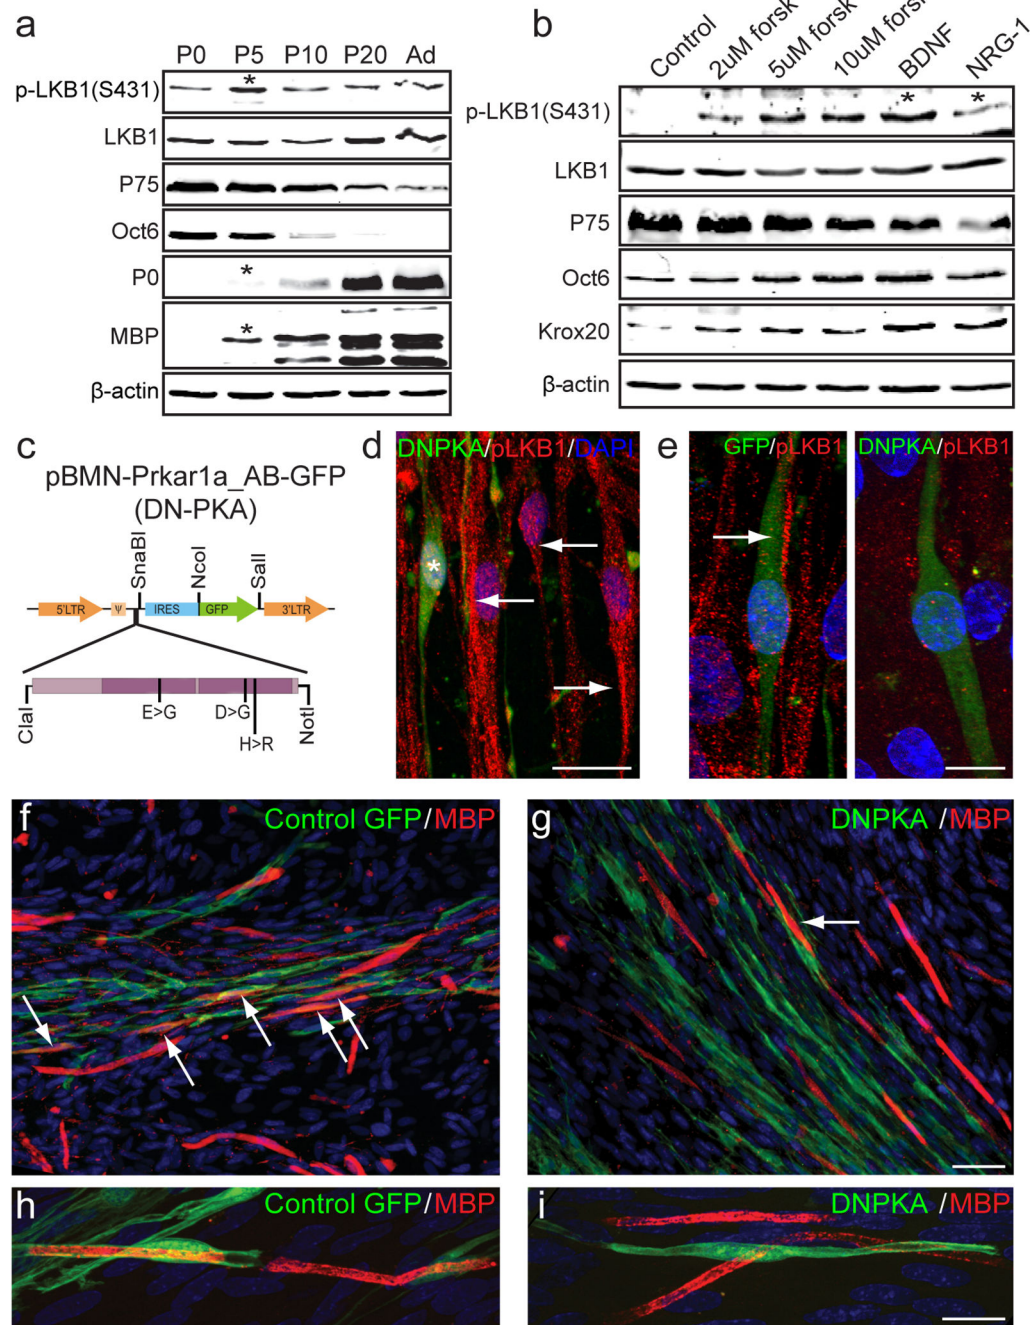 a
P0 P5 P10 P20 Ad
p-LKB1(S431)
*
LKB1
P75
Oct6
P0
*
MBP
*
β-actin
b
Control 2uM forsk 5uM forsk 10uM forsk BDNF NRG-1
p-LKB1(S431)
* *
LKB1
P75
Oct6
Krox20
β-actin
c
pBMN-Prkar1a_AB-GFP
(DN-PKA)
SnaBI NcoI SalI
5'LTR Ψ IRES GFP 3'LTR
ClaI E>G D>G H>R NotI
d
DNPKA/pLKB1/DAPI
*
e
GFP/pLKB1
DNPKA/pLKB1
f
Control GFP/MBP
g
DNPKA /MBP
h
Control GFP/MBP
i
DNPKA /MBP